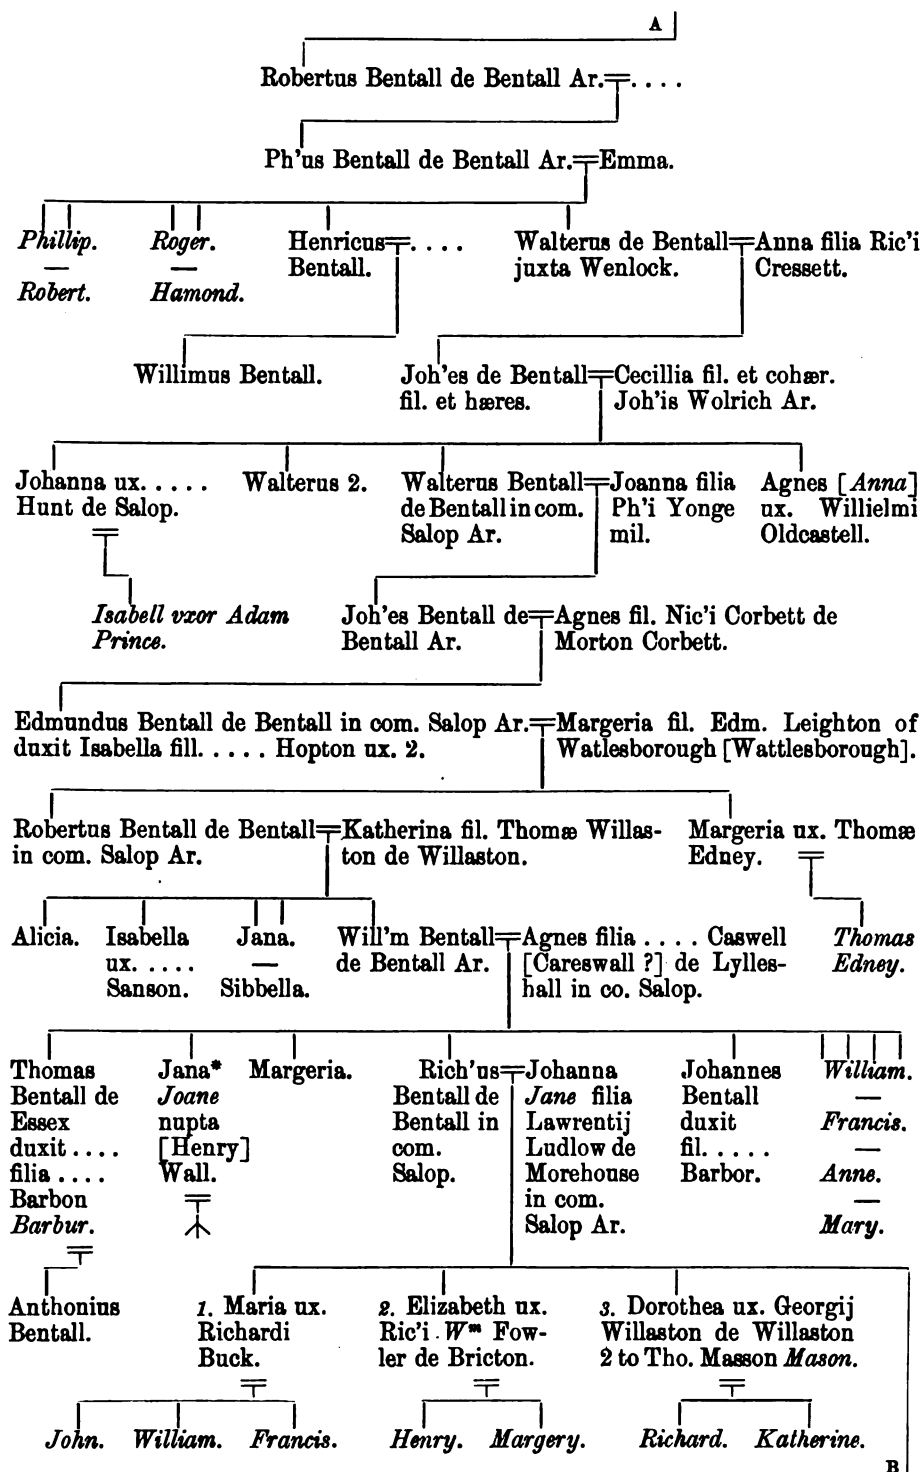 A
Robertus Bentall de Bentall Ar.=. . . .
Ph'us Bentall de Bentall Ar.=Emma.
Phillip.
—
Robert.
Roger.
—
Hamond.
Henricus=. . . .
Bentall.
Walterus de Bentall=Anna filia Ric'i
juxta Wenlock. Cressett.
Willimus Bentall.
Joh'es de Bentall=Cecillia fil. et cohær.
fil. et hæres. Joh'is Wolrich Ar.
Johanna ux. . . . .
Hunt de Salop.
Walterus 2.
Walterus Bentall=Joanna filia
de Bentall in com. Ph'i Yonge
Salop Ar. mil.
Agnes [Anna]
ux. Willielmi
Oldcastell.
Isabell vxor Adam
Prince.
Joh'es Bentall de=Agnes fil. Nic'i Corbett de
Bentall Ar. Morton Corbett.
Edmundus Bentall de Bentall in com. Salop Ar.=Margeria fil. Edm. Leighton of
duxit Isabella fill. . . . . Hopton ux. 2. Watlesborough [Wattlesborough].
Robertus Bentall de Bentall=Katherina fil. Thomæ Willas-
in com. Salop Ar. ton de Willaston.
Margeria ux. Thomæ
Edney.
Alicia.
Isabella
ux. . . . .
Sanson.
Jana.
—
Sibbella.
Will'm Bentall=Agnes filia . . . . Caswell
de Bentall Ar. [Careswall ?] de Lylles-
hall in co. Salop.
Thomas
Edney.
Thomas
Bentall de
Essex
duxit . . . .
filia . . . .
Barbon
Barbur.
Jana*
Joane
nupta
[Henry]
Wall.
Margeria.
Rich'us=Johanna
Bentall de Jane filia
Bentall in Lawrentij
com. Ludlow de
Salop. Morehouse
in com.
Salop Ar.
Johannes
Bentall
duxit
fil. . . . .
Barbor.
William.
—
Francis.
—
Anne.
—
Mary.
Anthonius
Bentall.
1. Maria ux.
Richardi
Buck.
2. Elizabeth ux.
Ric'i Wᵐ Fow-
ler de Bricton.
3. Dorothea ux. Georgij
Willaston de Willaston
2 to Tho. Masson Mason.
John. William. Francis.
Henry. Margery.
Richard. Katherine.
B